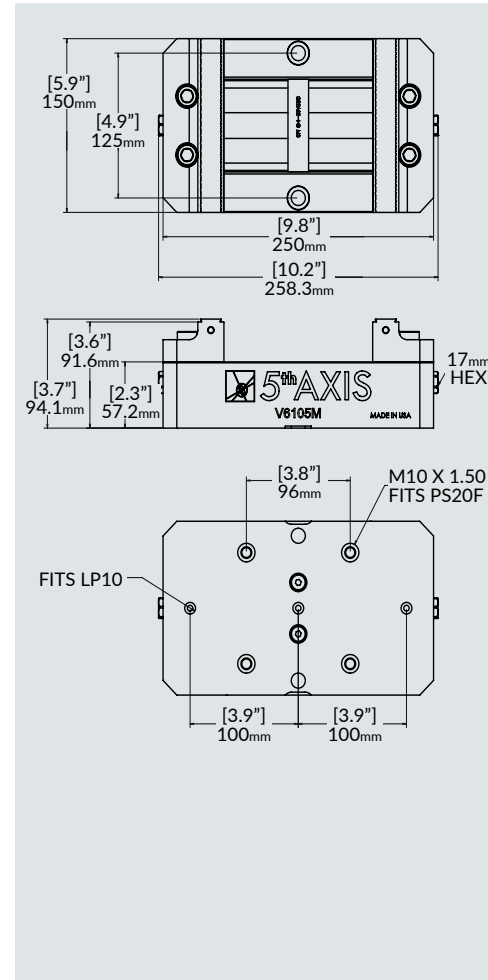 [5.9”]
150mm
[4.9”]
125mm
[9.8”]
250mm
[10.2”]
258.3mm
[3.6”]
91.6mm
[3.7”]
94.1mm
[2.3”]
57.2mm
17mm
HEX
5th AXIS
V6105M
MADE IN USA
[3.8”]
96mm
M10 X 1.50
FITS PS20F
FITS LP10
[3.9”]
100mm
[3.9”]
100mm